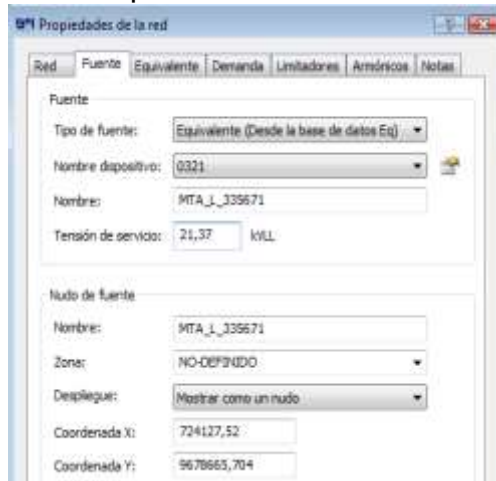 Propiedades de la red
Red Fuente Equivalente Demanda Limitadores Armónicos Notas
Fuente
Tipo de fuente: Equivalente (Desde la base de datos Eq)
Nombre dispositivo: 0321
Nombre: MTA_L_335671
Tensión de servicio: 21,37 kVLL
Nudo de fuente
Nombre: MTA_L_335671
Zona: NO-DEFINIDO
Despliegue: Mostrar como un nudo
Coordenada X: 724127,52
Coordenada Y: 9678665,704